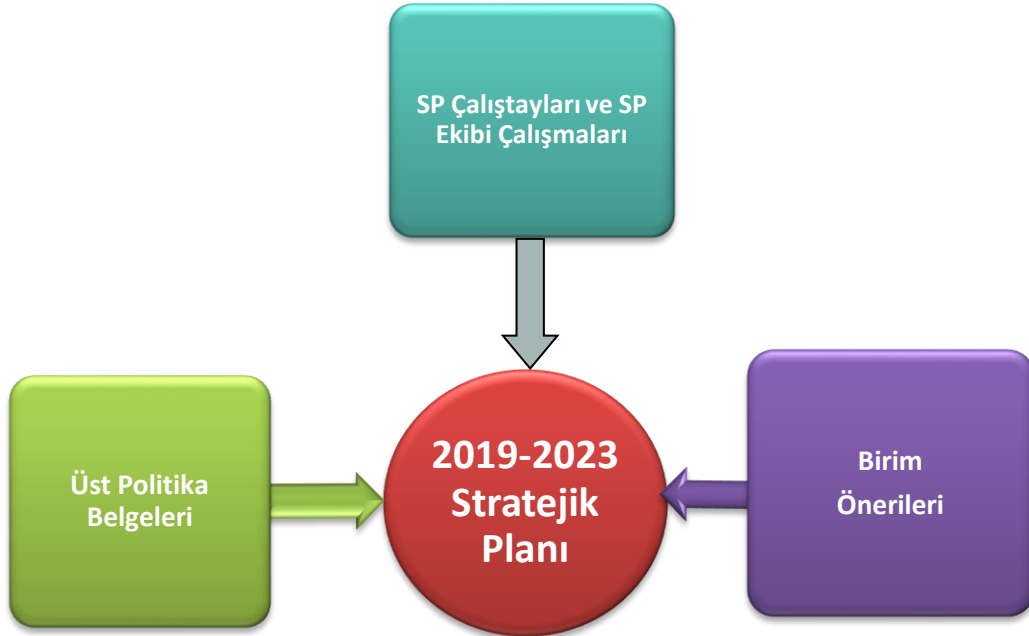 SP Çalıştayları ve SP
Ekibi Çalışmaları
Üst Politika
Belgeleri
2019-2023
Stratejik
Planı
Birim
Önerileri